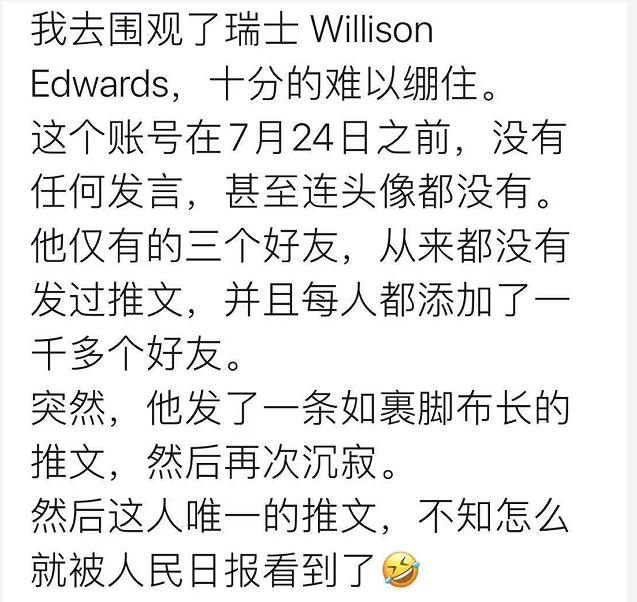 我去围观了瑞士 Willison
Edwards，十分的难以绷住。
这个账号在7月24日之前，没有
任何发言，甚至连头像都没有。
他仅有的三个好友，从来都没有
发过推文，并且每人都添加了一
千多个好友。
突然，他发了一条如裹脚布长的
推文，然后再次沉寂。
然后这人唯一的推文，不知怎么
就被人民日报看到了🤣